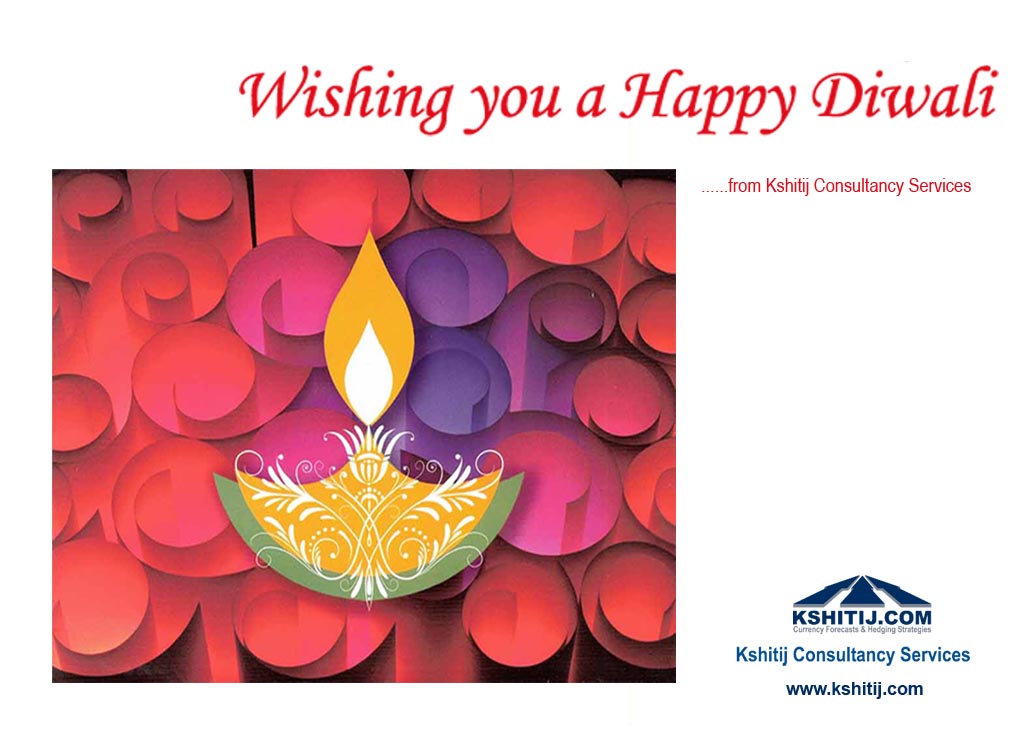 Wishing you a Happy Diwali
......from Kshitij Consultancy Services
KSHITIJ.COM
Currency Forecasts & Hedging Strategies
Kshitij Consultancy Services
www.kshitij.com